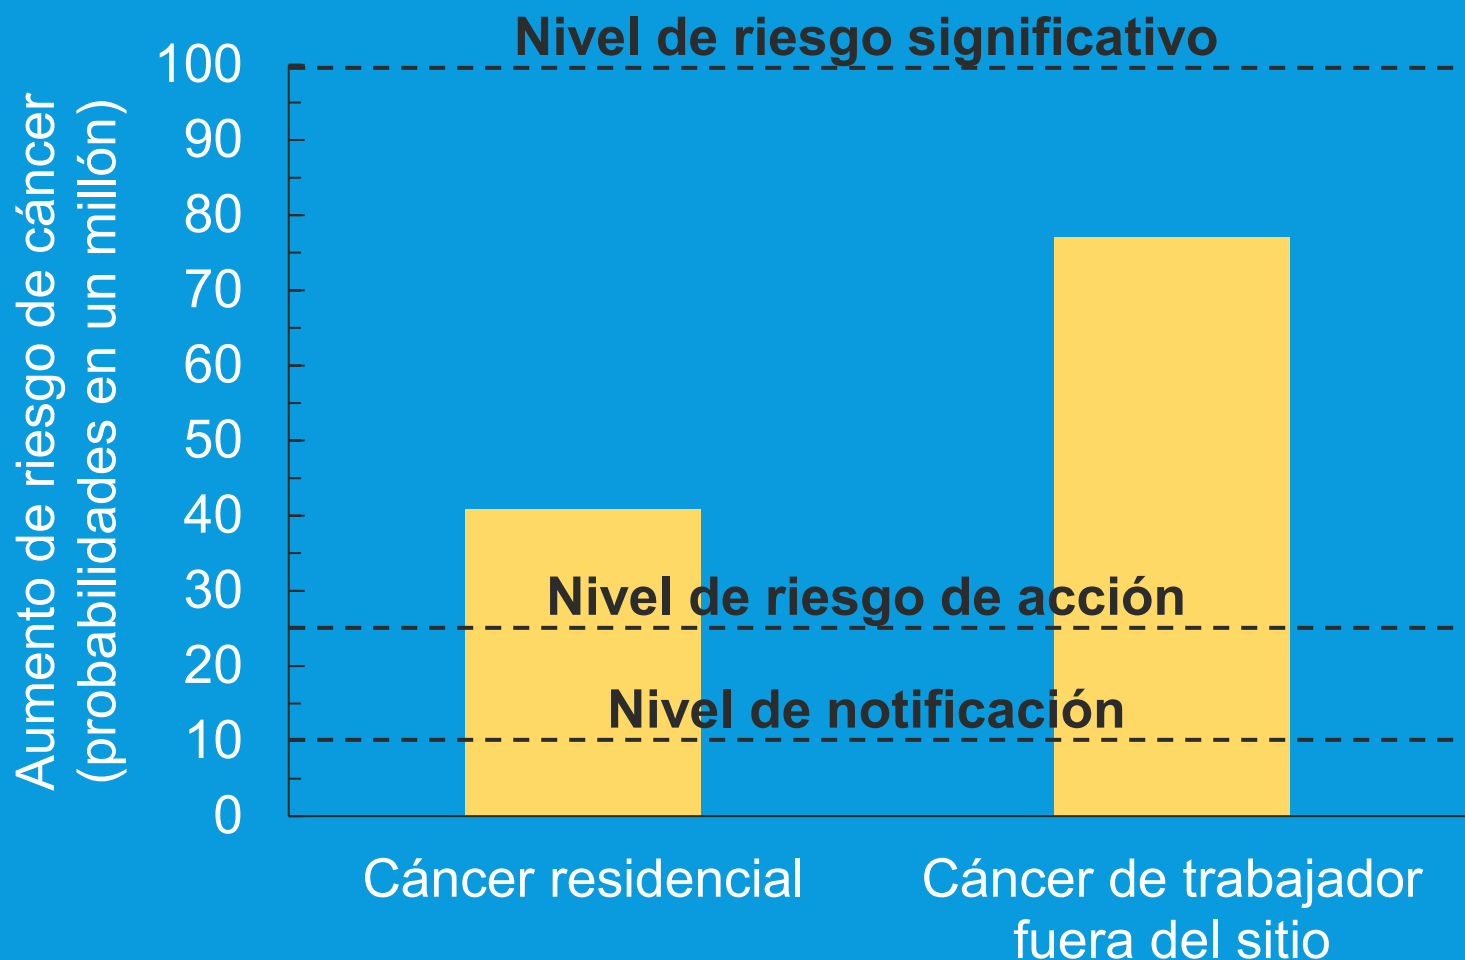 Nivel de riesgo significativo
Aumento de riesgo de cáncer
(probabilidades en un millón)
100
90
80
70
60
50
40
30
20
10
0
Nivel de riesgo de acción
Nivel de notificación
Cáncer residencial
Cáncer de trabajador
fuera del sitio